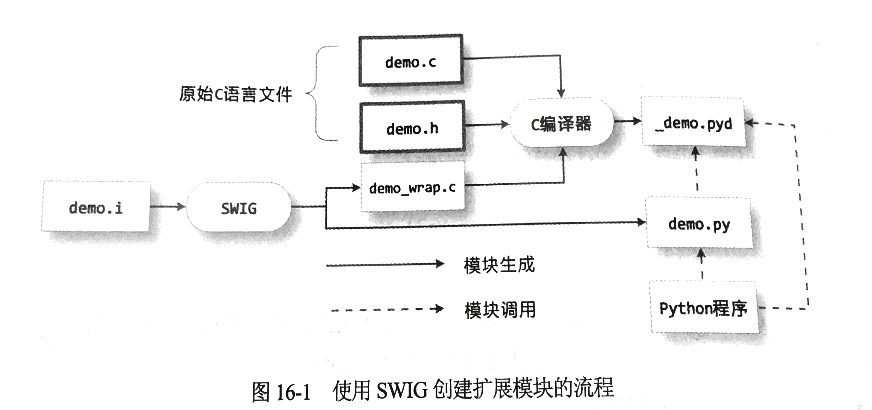 demo.c
原始C语言文件
demo.h
C编译器
_demo.pyd
demo_wrap.c
demo.i
SWIG
demo.py
模块生成
模块调用
Python程序
图 16-1 使用 SWIG 创建扩展模块的流程